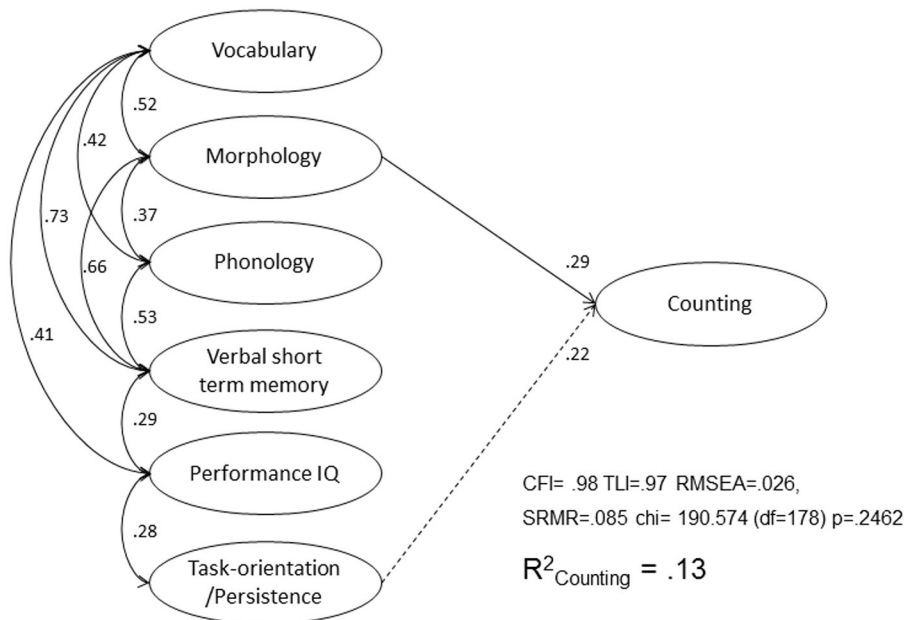 Vocabulary
.52
.42
Morphology
.37
.73
.66
Phonology
.29
Counting
.53
.41
Verbal short
term memory
.22
.29
Performance IQ
.28
Task-orientation
/Persistence
CFI= .98 TLI=.97 RMSEA=.026,
SRMR=.085 chi= 190.574 (df=178) p=.2462
R²Counting = .13